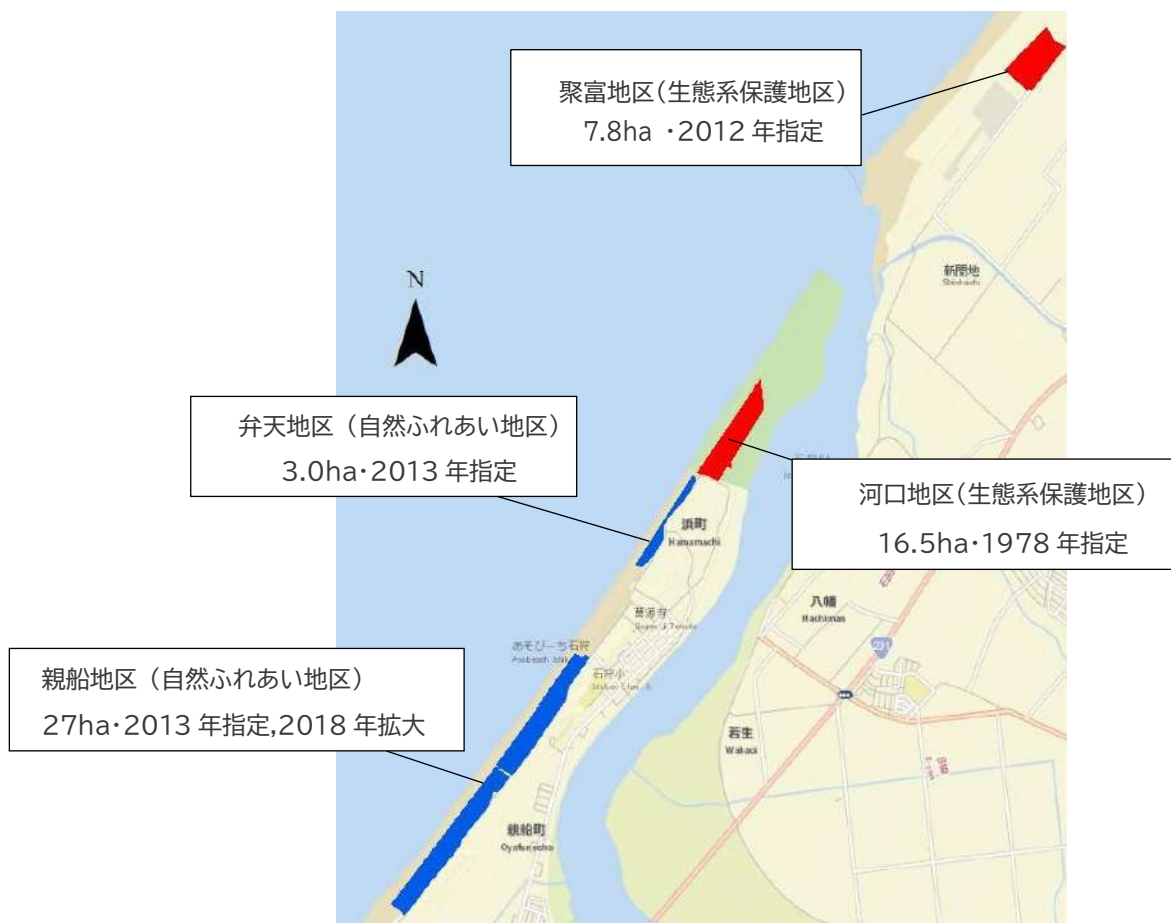 聚富地区(生態系保護地区)
7.8ha ・2012 年指定
新開地
N
弁天地区 (自然ふれあい地区)
3.0ha・2013 年指定
河口地区(生態系保護地区)
16.5ha・1978 年指定
浜町
Hamamachi
八幡
Hachiman
231
あそびーち石狩
石狩小
親船地区 (自然ふれあい地区)
27ha・2013 年指定,2018 年拡大
若生
Wakaoi
親船町
Oyafunecho